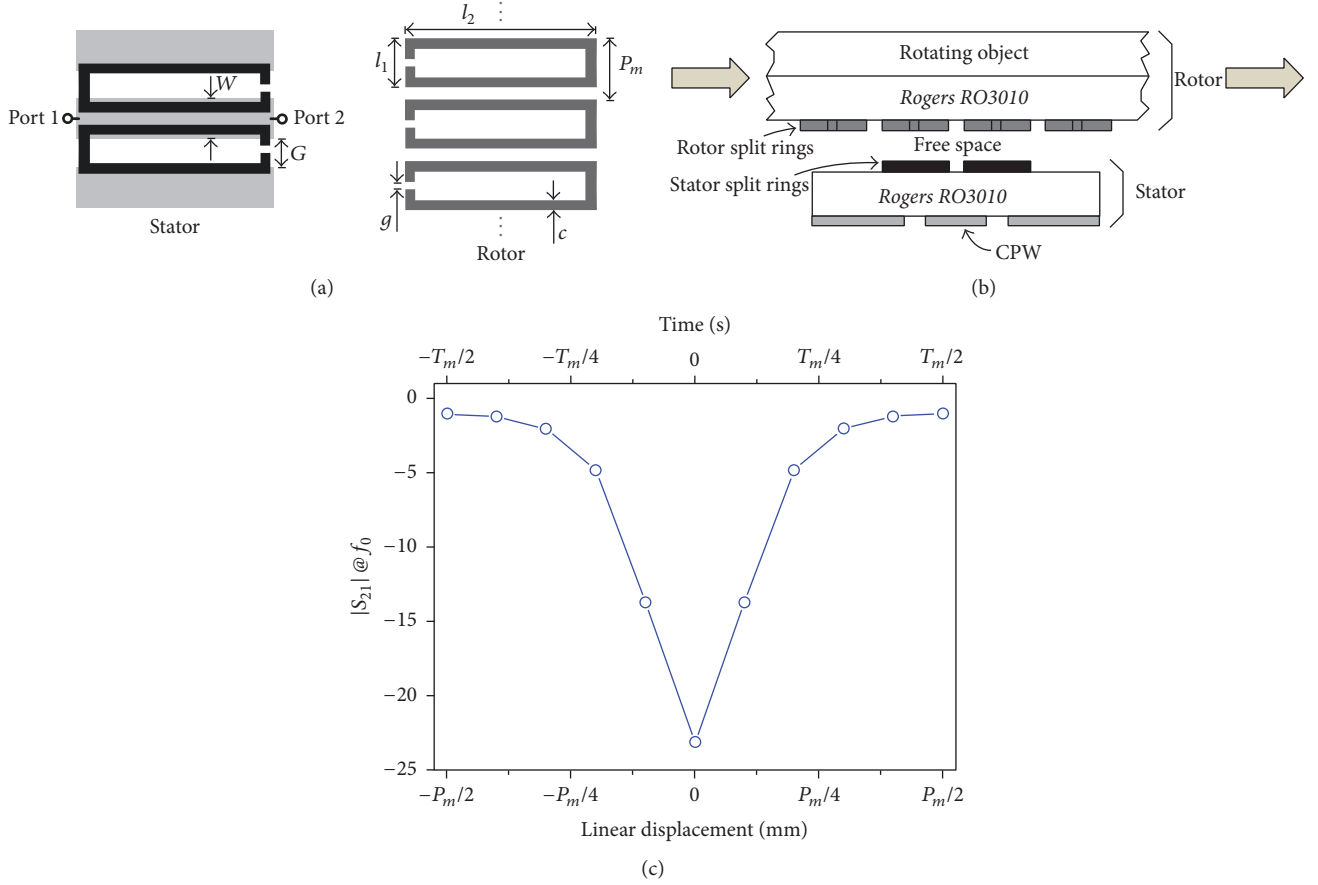 W
Port 1
Port 2
G
Stator
l₂
l₁
Pₘ
g
c
Rotor
(a)
Rotating object
Rogers RO3010
Rotor
Rotor split rings
Free space
Stator split rings
Rogers RO3010
Stator
CPW
(b)
Time (s)
−Tₘ/2 −Tₘ/4 0 Tₘ/4 Tₘ/2
0
−5
−10
−15
−20
−25
|S₂₁| @ f₀
−Pₘ/2 −Pₘ/4 0 Pₘ/4 Pₘ/2
Linear displacement (mm)
(c)